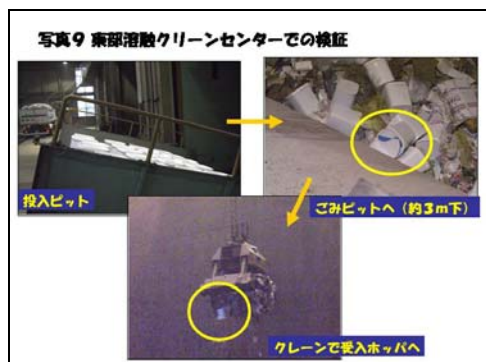 写真9 東部溶融クリーンセンターでの検証
投入ピット
ごみピットへ（約3m下）
クレーンで受入ホッパへ